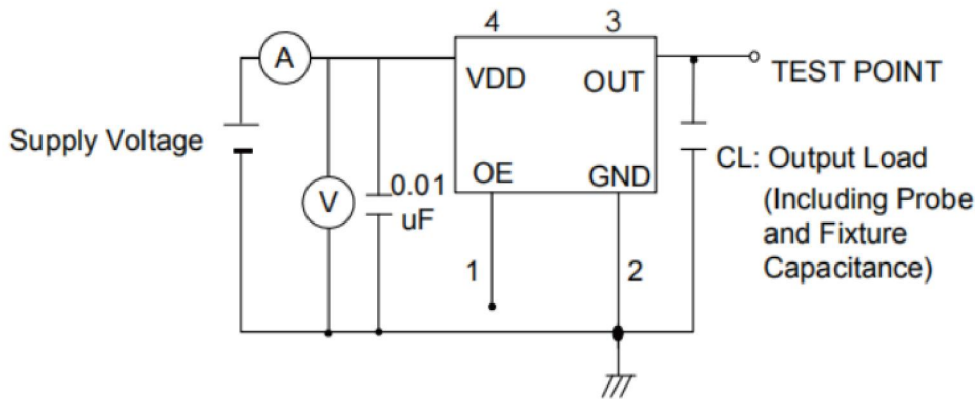 4
3
A
VDD
OUT
TEST POINT
Supply Voltage
OE
GND
CL: Output Load
(Including Probe
and Fixture
Capacitance)
V
0.01
uF
1
2